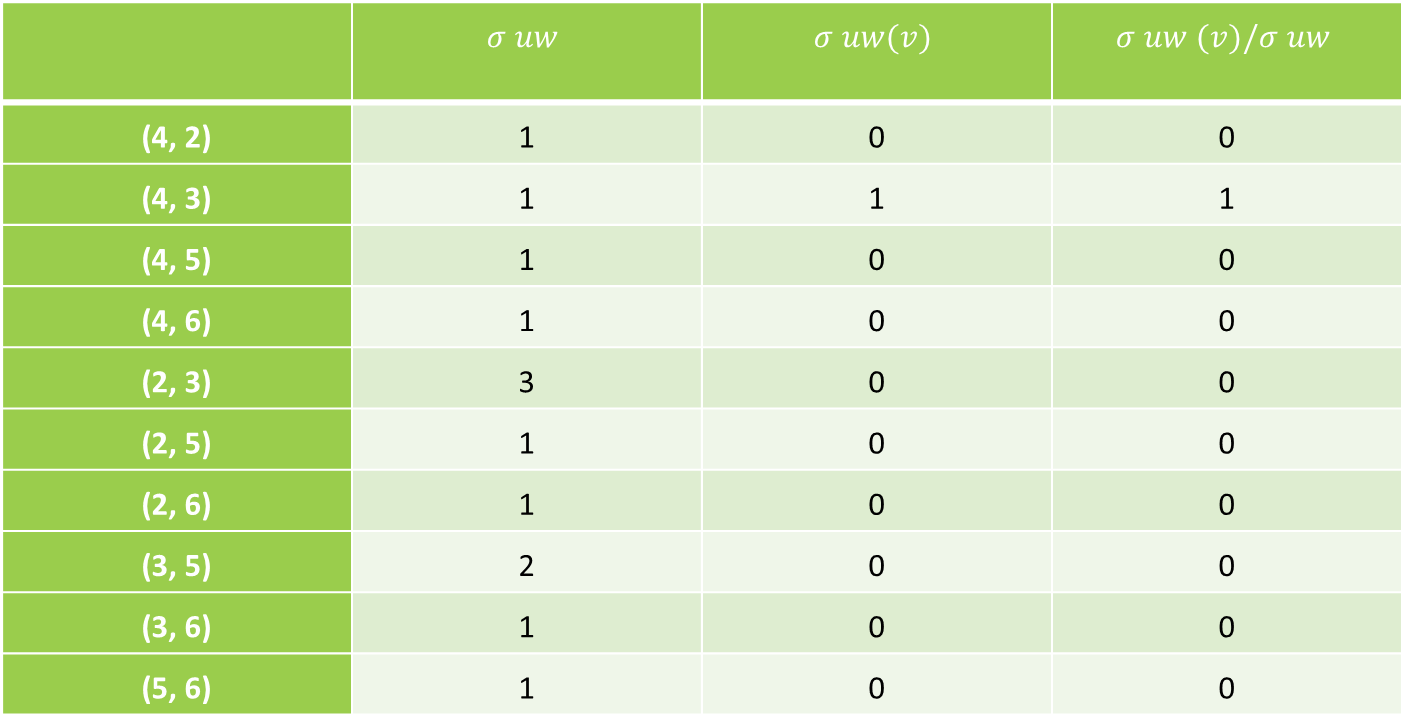 σ uw σ uw(v) σ uw (v)/σ uw
(4, 2) 1 0 0
(4, 3) 1 1 1
(4, 5) 1 0 0
(4, 6) 1 0 0
(2, 3) 3 0 0
(2, 5) 1 0 0
(2, 6) 1 0 0
(3, 5) 2 0 0
(3, 6) 1 0 0
(5, 6) 1 0 0